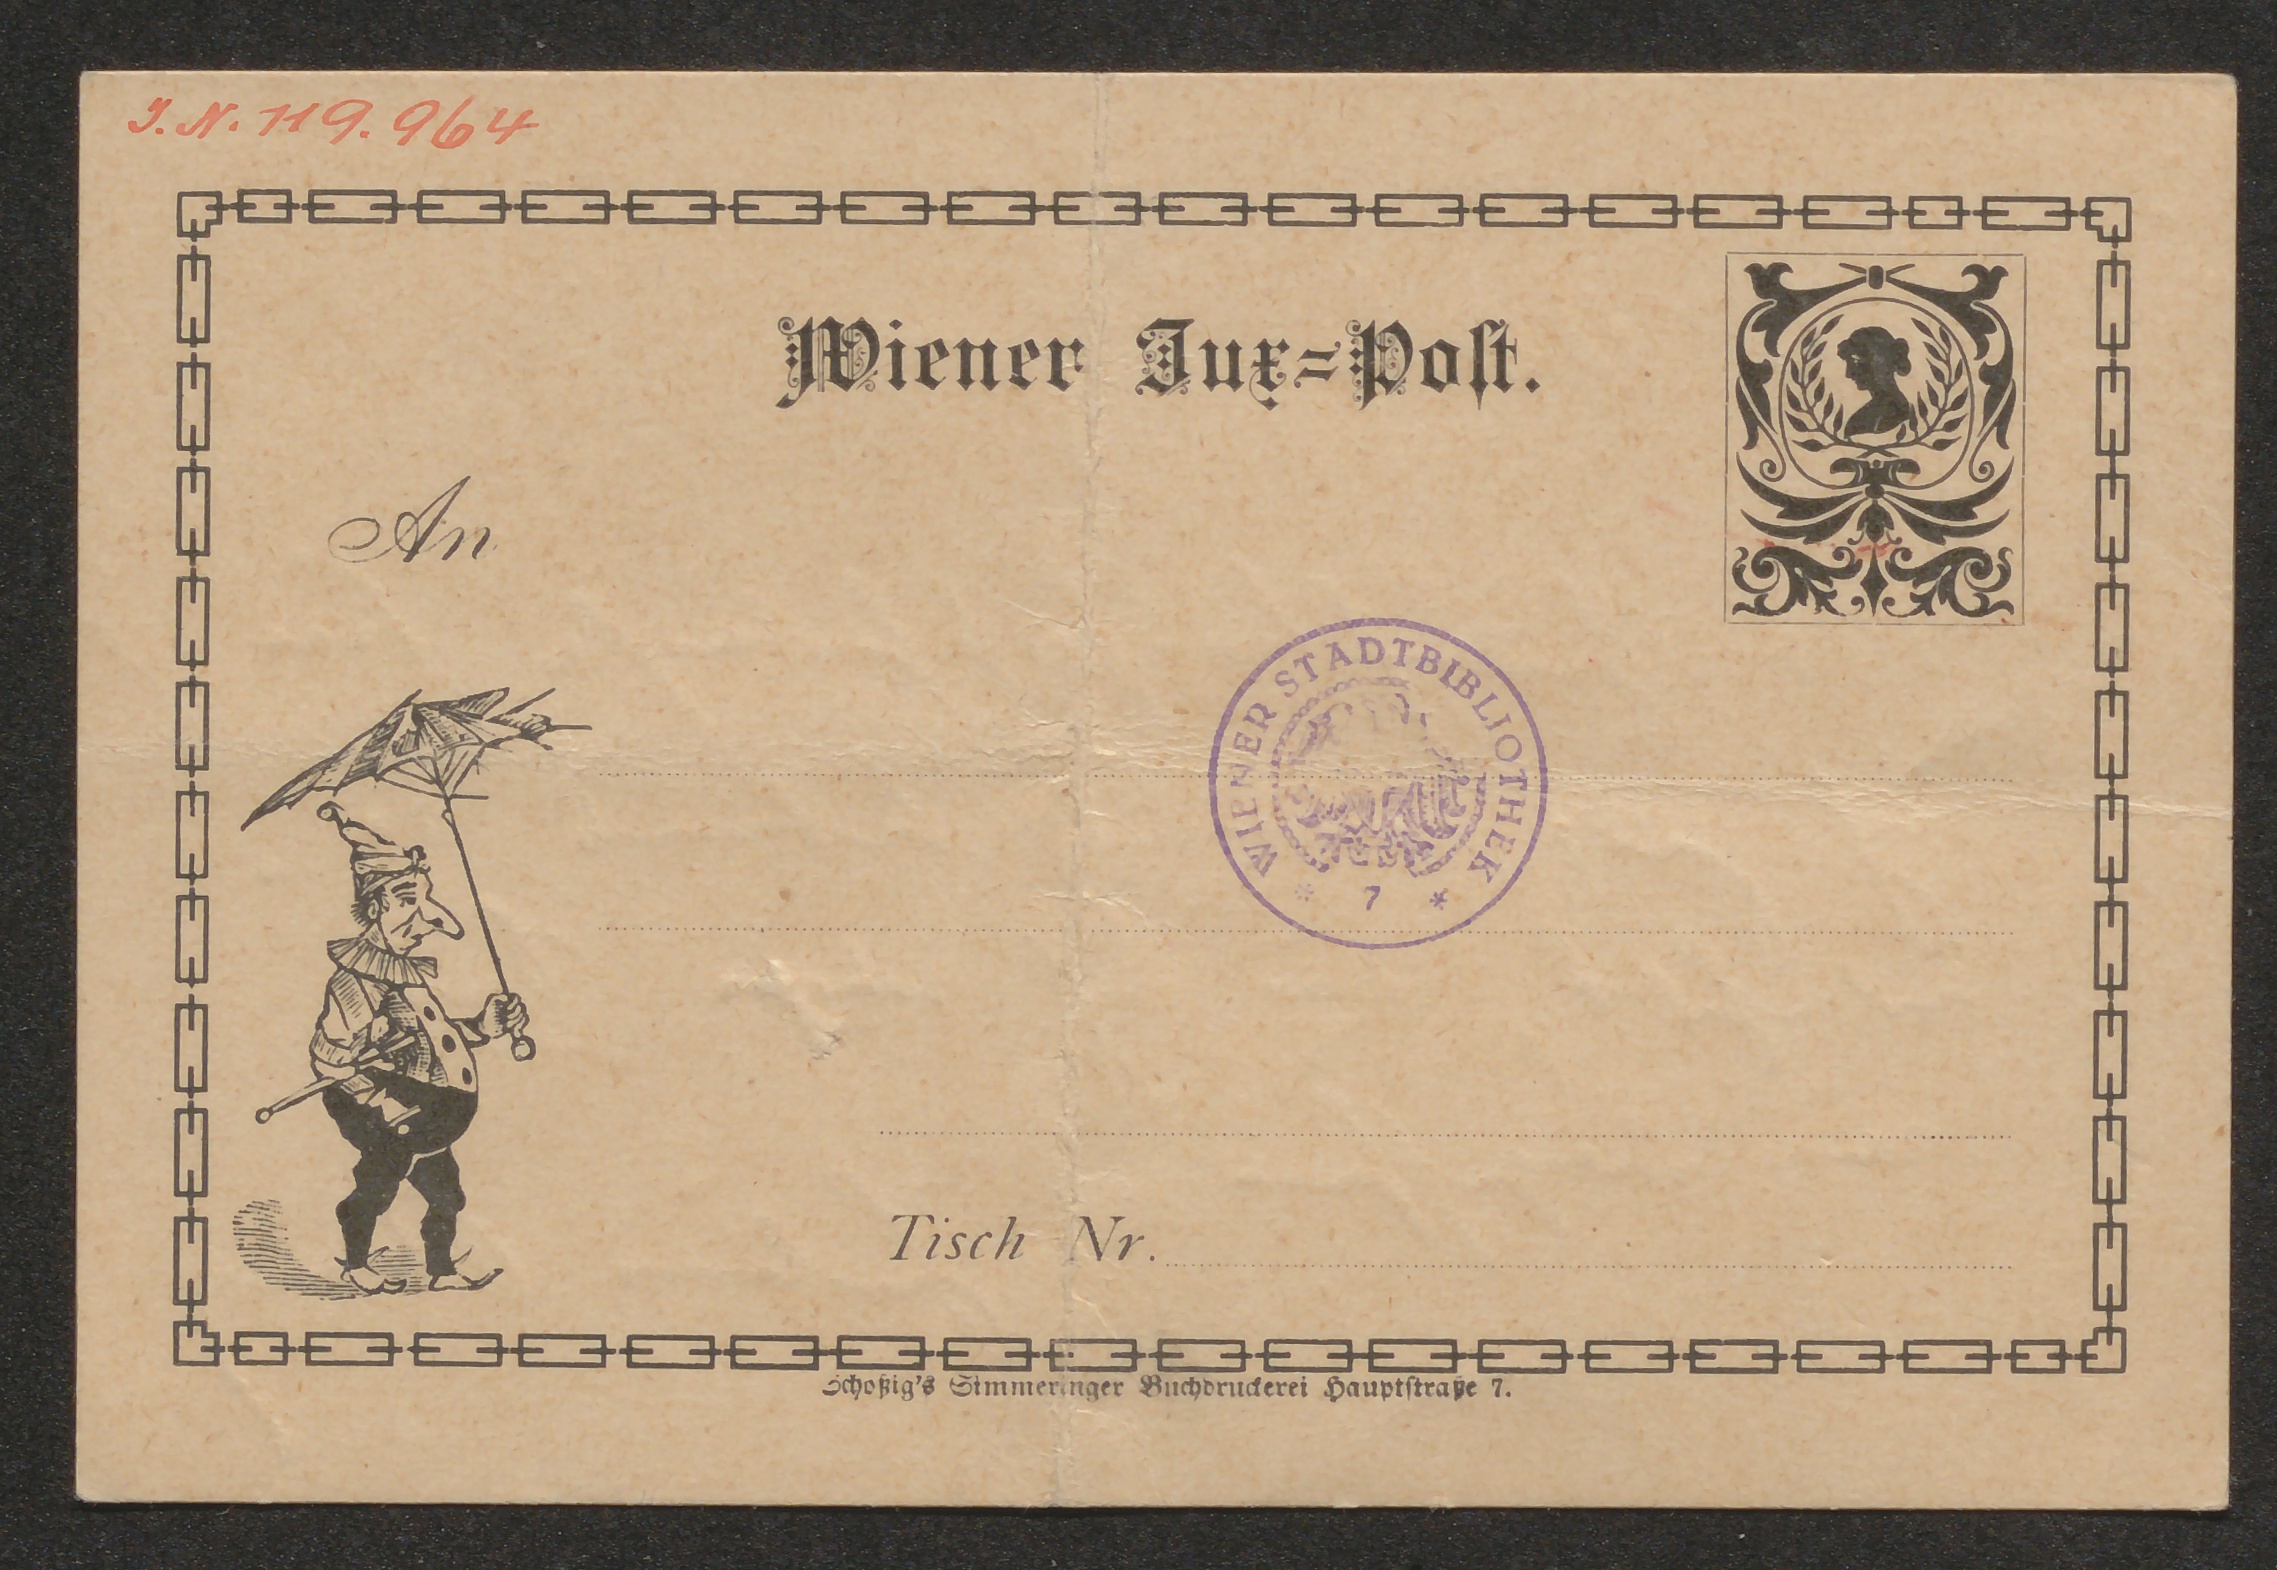 J. N. 119.964
Wiener Jux-Post.
An
WIENER STADTBIBLIOTHEK
* 7 *
Tisch Nr.
Schoßig's Simmeringer Buchdruckerei Hauptstraße 7.